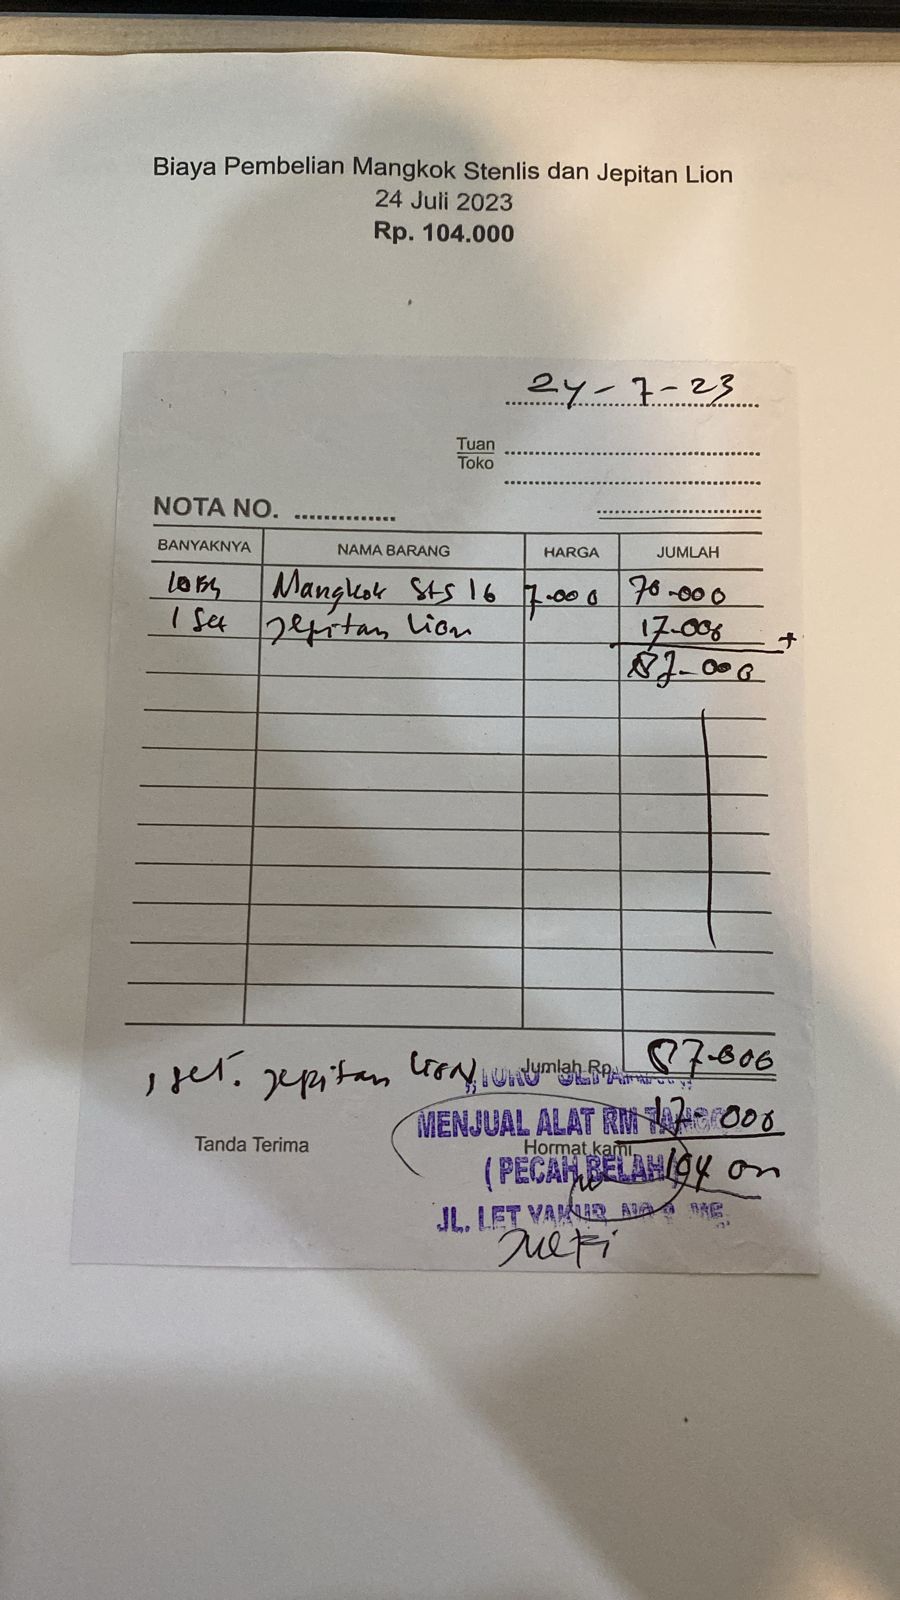 Biaya Pembelian Mangkok Stenlis dan Jepitan Lion
24 Juli 2023
Rp. 104.000
24-7-23
Tuan
Toko
NOTA NO.
BANYAKNYA NAMA BARANG HARGA JUMLAH
10 Mangkok Sts 16 7.000 70.000
1 Set Jepitan Lion 17.000 +
87.000
1 set. Jepitan Lion Jumlah Rp. 87.000
MENJUAL ALAT RM 17.000
Tanda Terima Hormat kami
(PECAH BELAH) 104
JL. LET